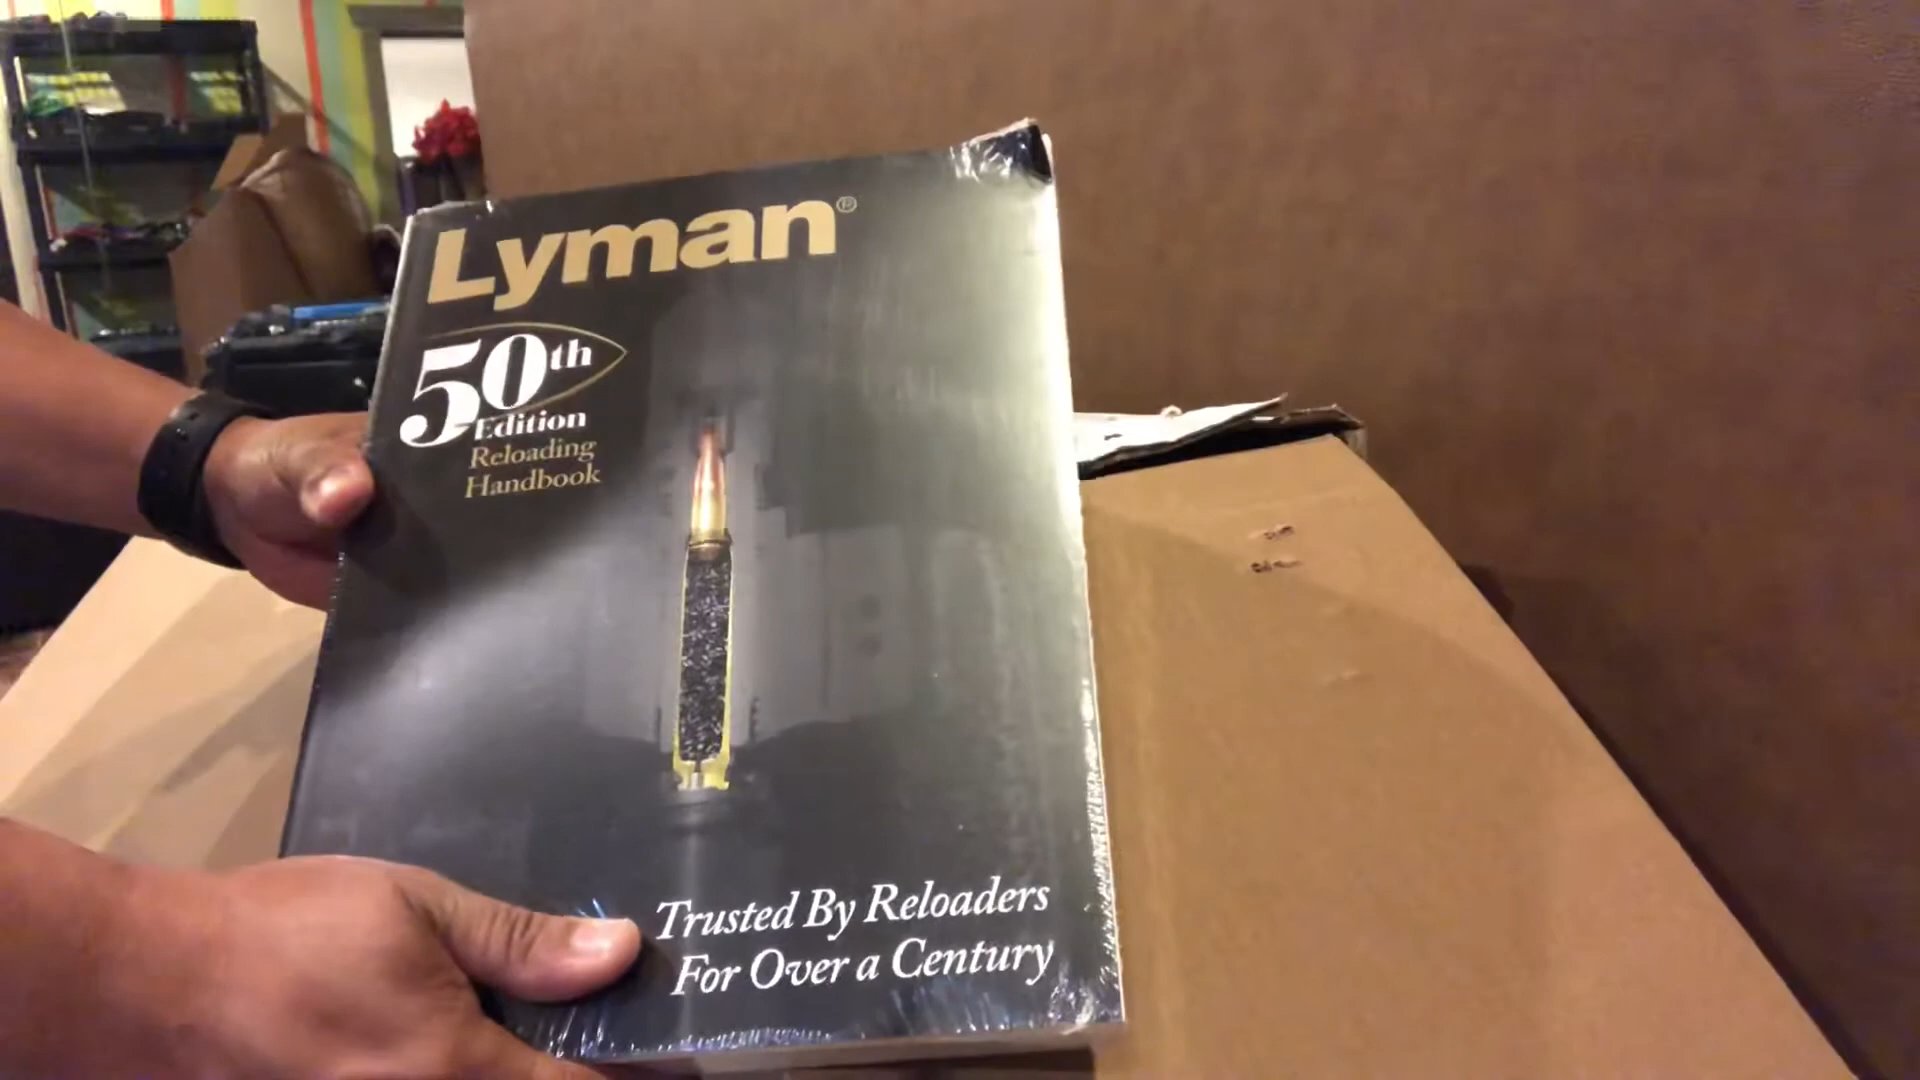 Lyman®
50th
Edition
Reloading
Handbook
Trusted By Reloaders
For Over a Century